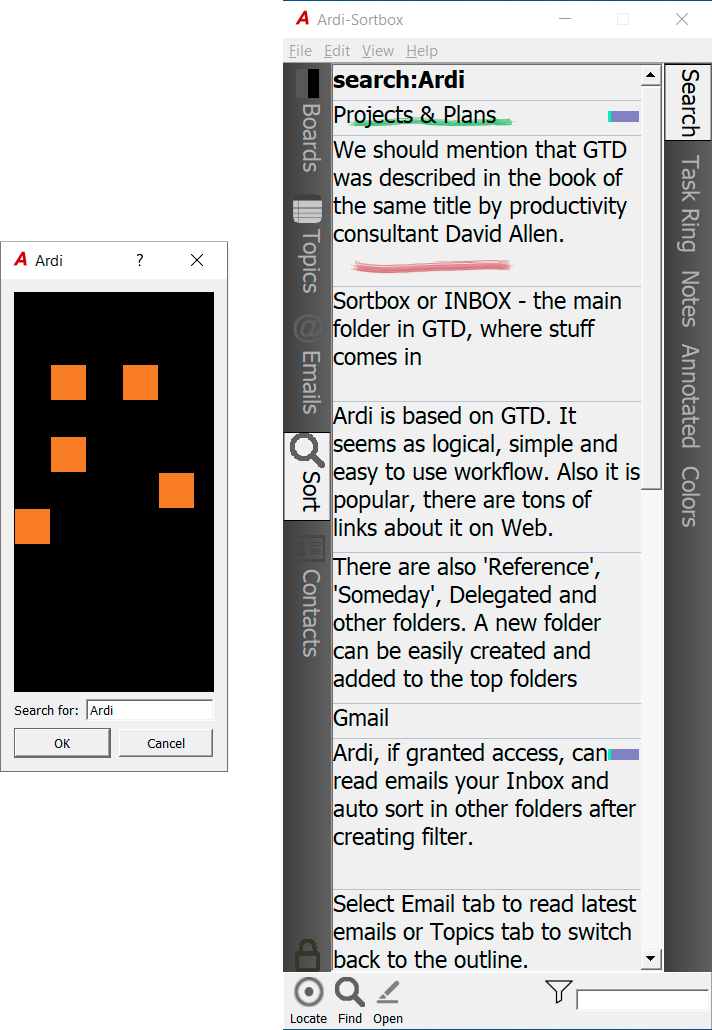 Ardi
?
Search for:
Ardi
OK
Cancel
Ardi-Sortbox
File Edit View Help
Boards
Topics
Emails
Sort
Contacts
search:Ardi
Projects & Plans
We should mention that GTD
was described in the book of
the same title by productivity
consultant David Allen.
Sortbox or INBOX - the main
folder in GTD, where stuff
comes in
Ardi is based on GTD. It
seems as logical, simple and
easy to use workflow. Also it is
popular, there are tons of
links about it on Web.
There are also 'Reference',
'Someday', Delegated and
other folders. A new folder
can be easily created and
added to the top folders
Gmail
Ardi, if granted access, can
read emails your Inbox and
auto sort in other folders after
creating filter.
Select Email tab to read latest
emails or Topics tab to switch
back to the outline.
Search
Task Ring
Notes
Annotated
Colors
Locate Find Open